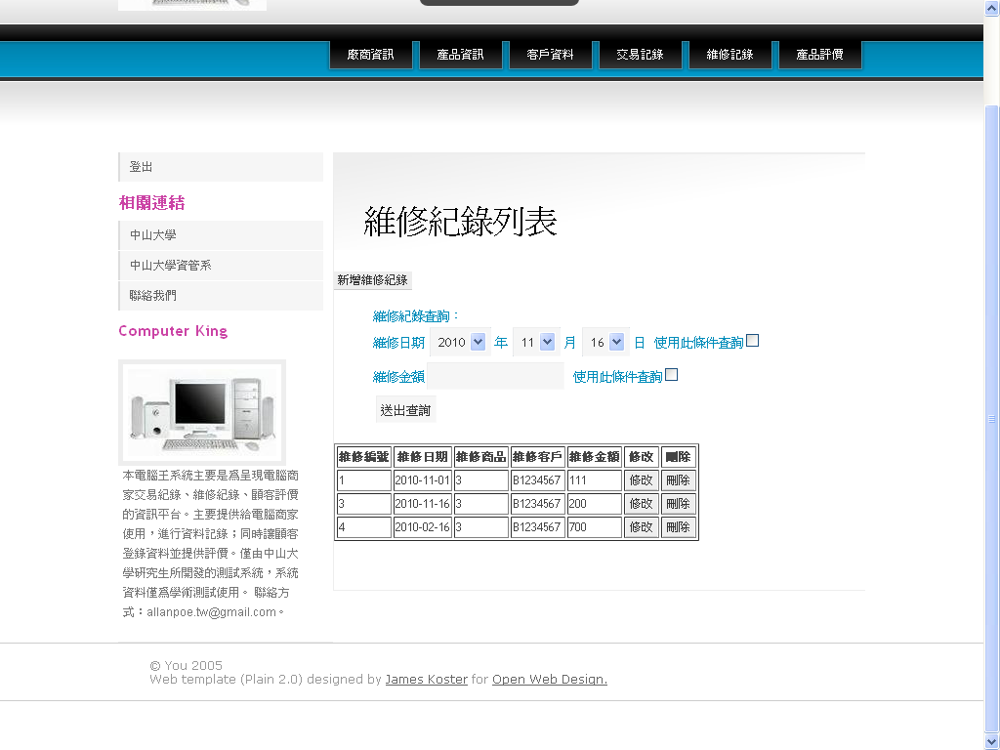 廠商資訊 產品資訊 客戶資料 交易記錄 維修記錄 產品評價
登出
相關連結
中山大學
中山大學資管系
聯絡我們
Computer King
本電腦王系統主要是為呈現電腦商
家交易紀錄、維修紀錄、顧客評價
的資訊平台。主要提供給電腦商家
使用，進行資料記錄；同時讓顧客
登錄資料並提供評價。僅由中山大
學研究生所開發的測試系統，系統
資料僅為學術測試使用。 聯絡方
式：allanpoe.tw@gmail.com。
維修紀錄列表
新增維修紀錄
維修紀錄查詢：
維修日期 2010 年 11 月 16 日 使用此條件查詢
維修金額 使用此條件查詢
送出查詢
維修編號 維修日期 維修商品 維修客戶 維修金額 修改 刪除
1 2010-11-01 3 B1234567 111 修改 刪除
3 2010-11-16 3 B1234567 200 修改 刪除
4 2010-02-16 3 B1234567 700 修改 刪除
© You 2005
Web template (Plain 2.0) designed by James Koster for Open Web Design.